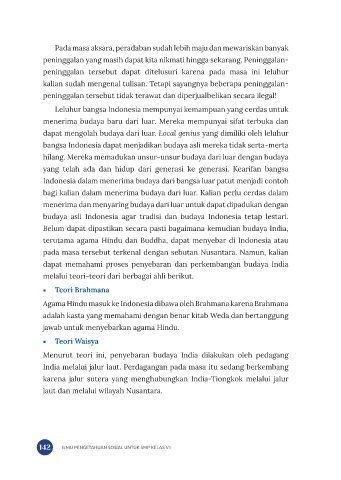 Pada masa aksara, peradaban sudah lebih maju dan mewariskan banyak
peninggalan yang masih dapat kita nikmati hingga sekarang. Peninggalan-
peninggalan tersebut dapat ditelusuri karena pada masa ini leluhur
kalian sudah mengenal tulisan. Tetapi sayangnya beberapa peninggalan-
peninggalan tersebut tidak terawat dan diperjualbelikan secara ilegal!
Leluhur bangsa Indonesia mempunyai kemampuan yang cerdas untuk
menerima budaya baru dari luar. Mereka mempunyai sifat terbuka dan
dapat mengolah budaya dari luar. Local genius yang dimiliki oleh leluhur
bangsa Indonesia dapat menjadikan budaya asli mereka tidak serta-merta
hilang. Mereka memadukan unsur-unsur budaya dari luar dengan budaya
yang telah ada dan hidup dari generasi ke generasi. Kearifan bangsa
Indonesia dalam menerima budaya dari bangsa luar patut menjadi contoh
bagi kalian dalam menerima budaya dari luar. Kalian perlu cerdas dalam
menerima dan menyaring budaya dari luar untuk dapat dipadukan dengan
budaya asli Indonesia agar tradisi dan budaya Indonesia tetap lestari.
Belum dapat dipastikan secara pasti bagaimana kemudian budaya India,
terutama agama Hindu dan Buddha, dapat menyebar di Indonesia atau
pada masa tersebut terkenal dengan sebutan Nusantara. Namun, kalian
dapat memahami proses penyebaran dan perkembangan budaya India
melalui teori-teori dari berbagai ahli berikut.
• Teori Brahmana
Agama Hindu masuk ke Indonesia dibawa oleh Brahmana karena Brahmana
adalah kasta yang memahami dengan benar kitab Weda dan bertanggung
jawab untuk menyebarkan agama Hindu.
• Teori Waisya
Menurut teori ini, penyebaran budaya India dilakukan oleh pedagang
India melalui jalur laut. Perdagangan pada masa itu sedang berkembang
karena jalur sutera yang menghubungkan India-Tiongkok melalui jalur
laut dan melalui wilayah Nusantara.
142 ILMU PENGETAHUAN SOSIAL UNTUK SMP KELAS VII